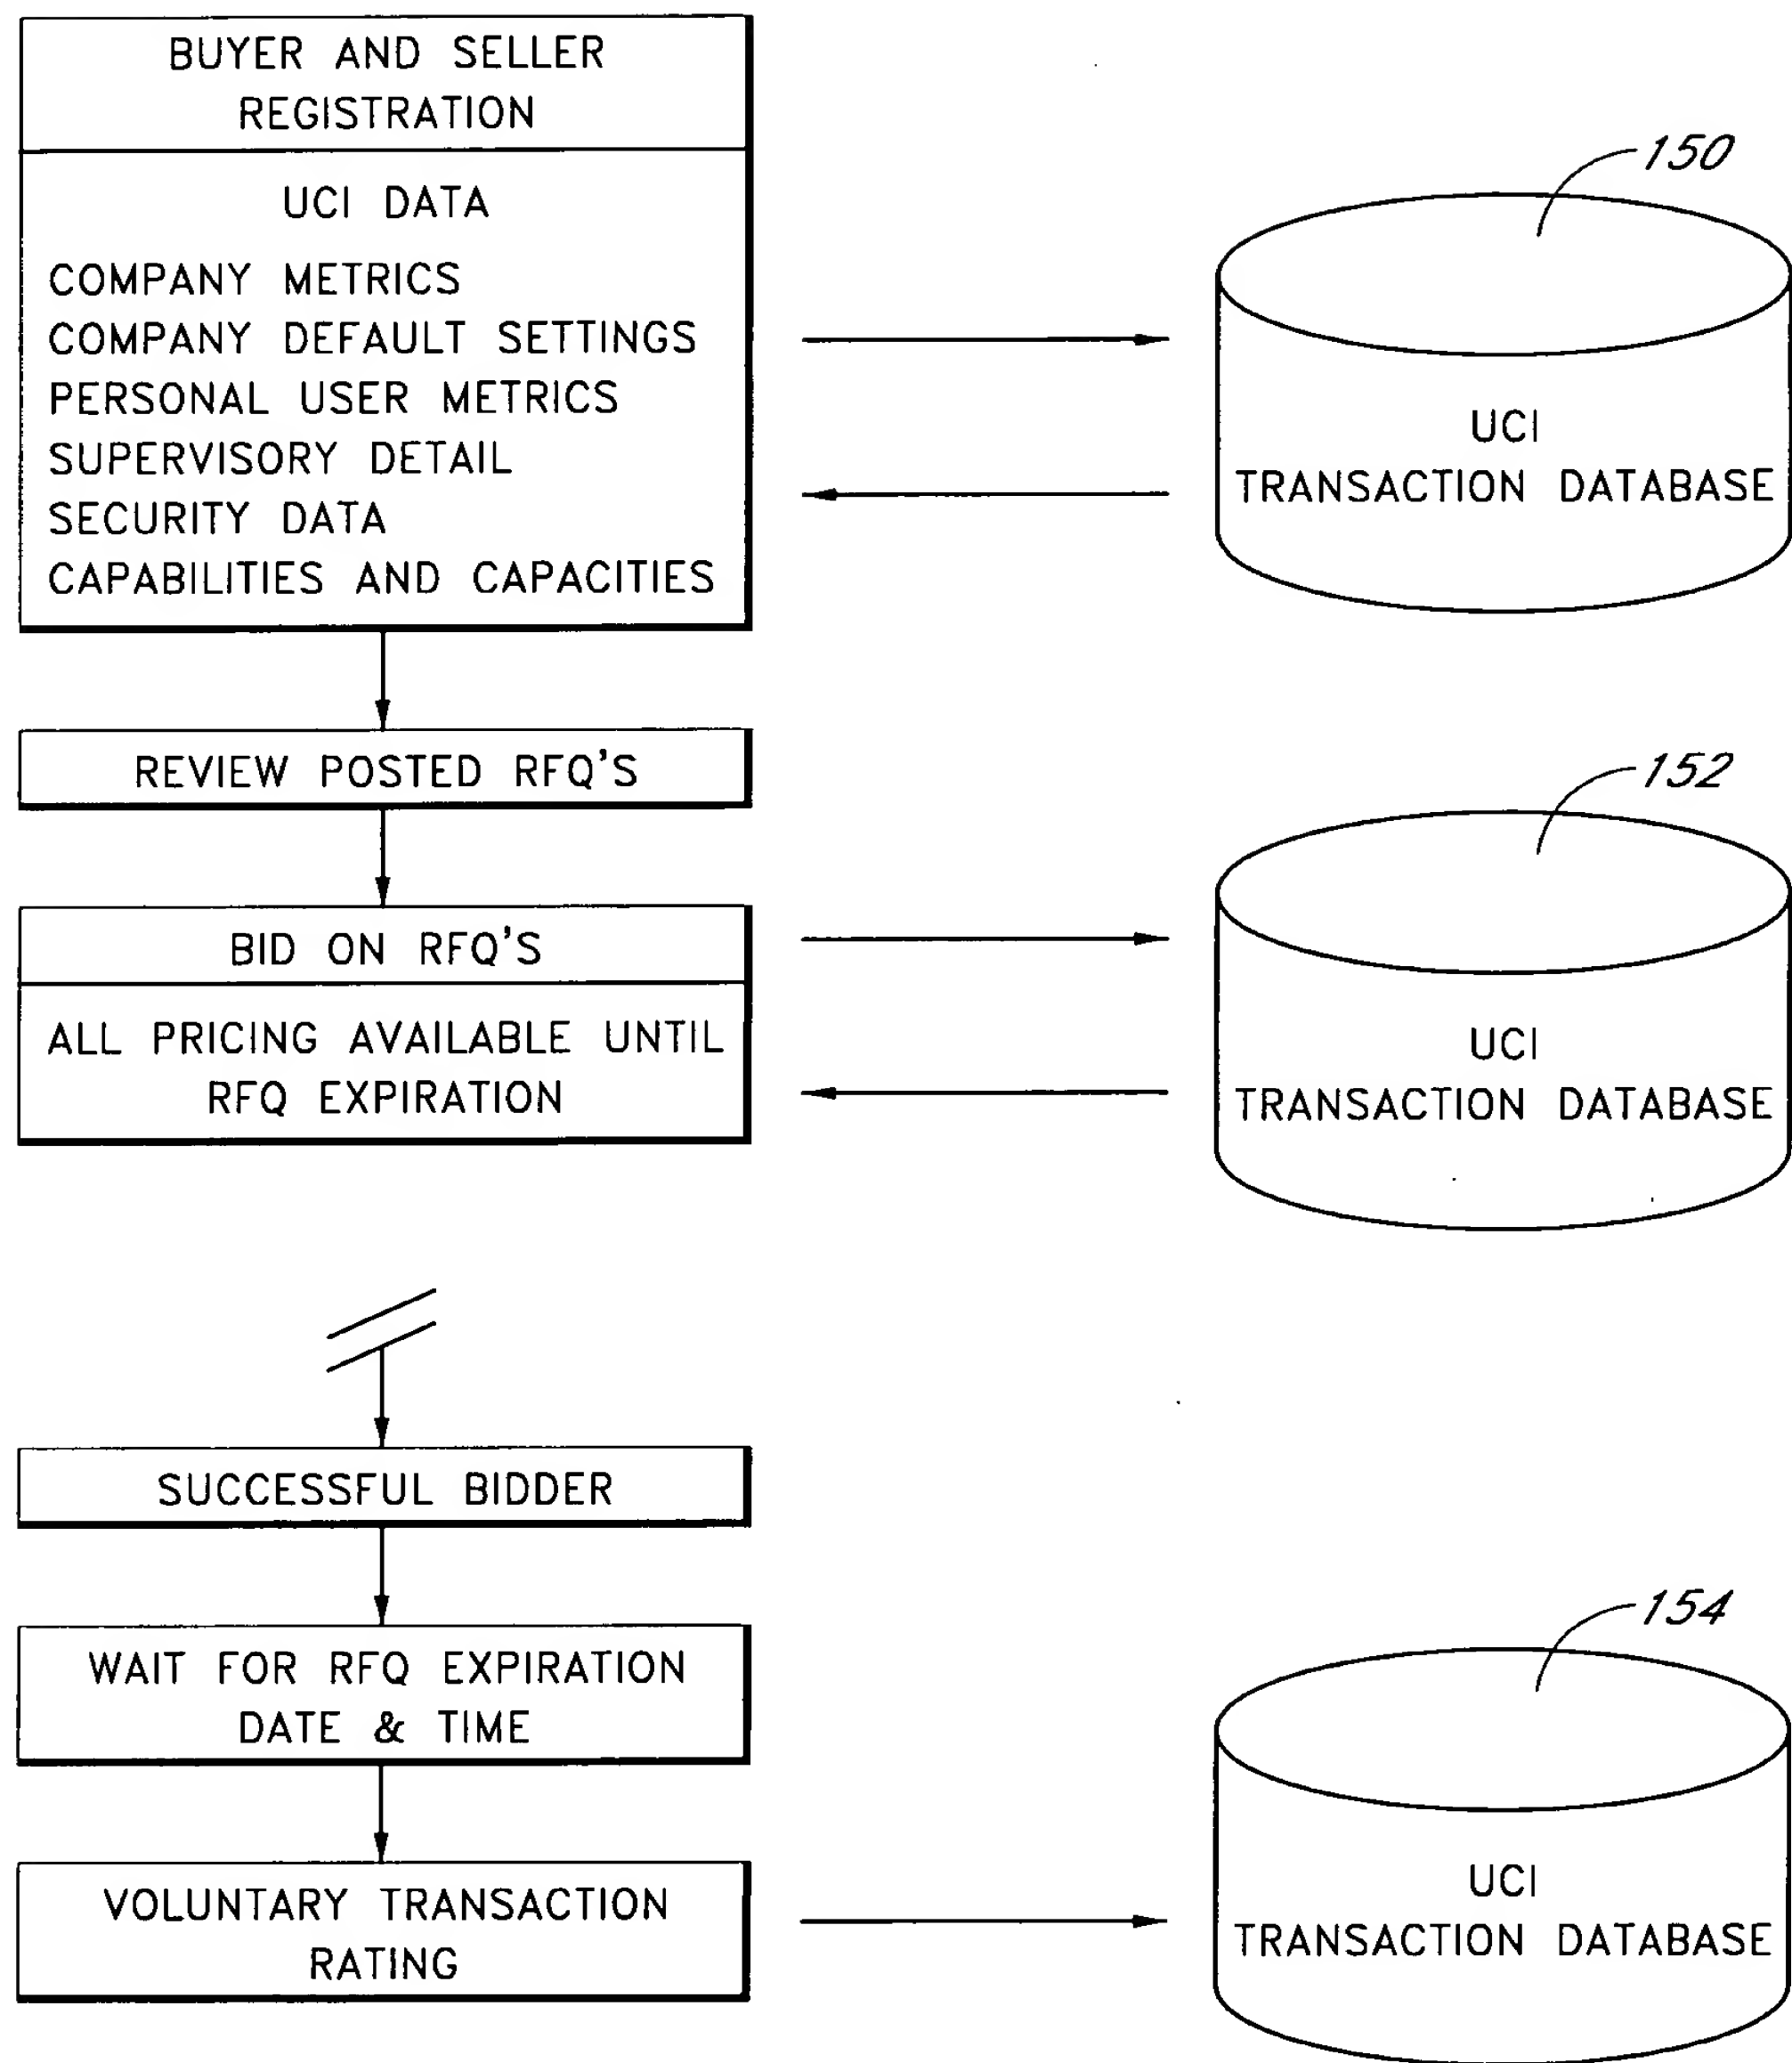 BUYER AND SELLER
REGISTRATION
UCI DATA
COMPANY METRICS
COMPANY DEFAULT SETTINGS
PERSONAL USER METRICS
SUPERVISORY DETAIL
SECURITY DATA
CAPABILITIES AND CAPACITIES
150
UCI
TRANSACTION DATABASE
REVIEW POSTED RFQ'S
152
BID ON RFQ'S
ALL PRICING AVAILABLE UNTIL
RFQ EXPIRATION
UCI
TRANSACTION DATABASE
SUCCESSFUL BIDDER
WAIT FOR RFQ EXPIRATION
DATE & TIME
154
VOLUNTARY TRANSACTION
RATING
UCI
TRANSACTION DATABASE